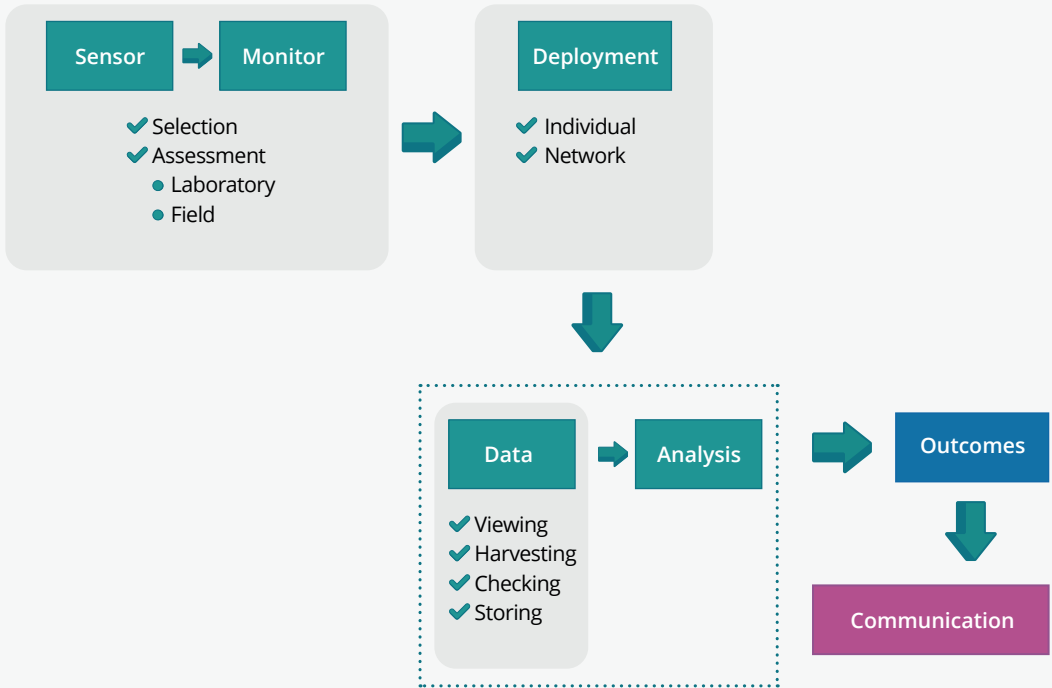 Sensor
Monitor
Selection
Assessment
Laboratory
Field
Deployment
Individual
Network
Data
Analysis
Viewing
Harvesting
Checking
Storing
Outcomes
Communication